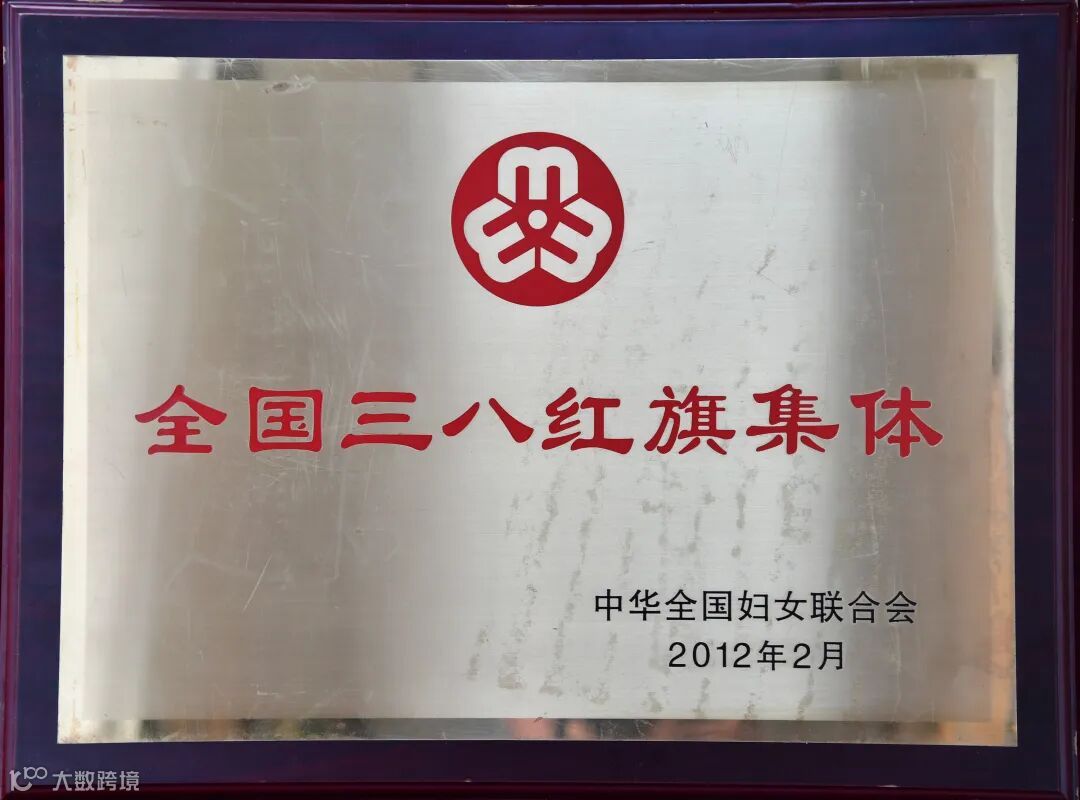 全国三八红旗集体
中华全国妇女联合会
2012年2月
大数跨境